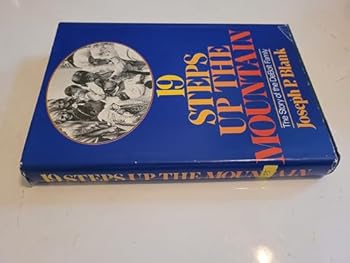 19
STEPS
UP THE
MOUNTAIN
The Story of the DeBolt Family
Joseph P. Blank
19 STEPS UP THE MOUNTAIN